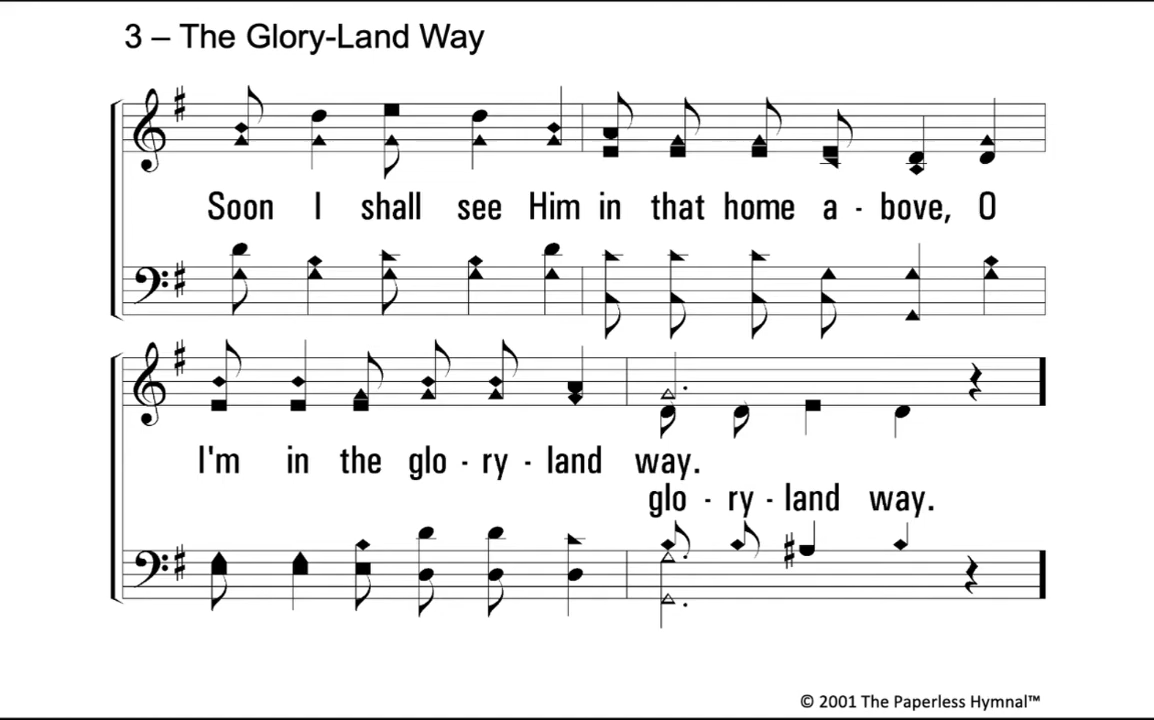 3 – The Glory-Land Way
Soon I shall see Him in that home a - bove, O
I'm in the glo - ry - land way.
glo - ry - land way.
© 2001 The Paperless Hymnal™